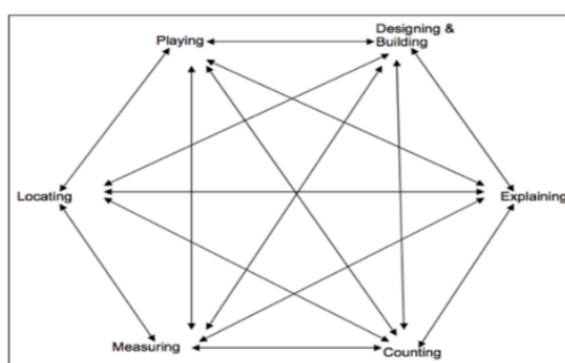 Designing &
Playing
Building
Locating
Explaining
Measuring
Counting